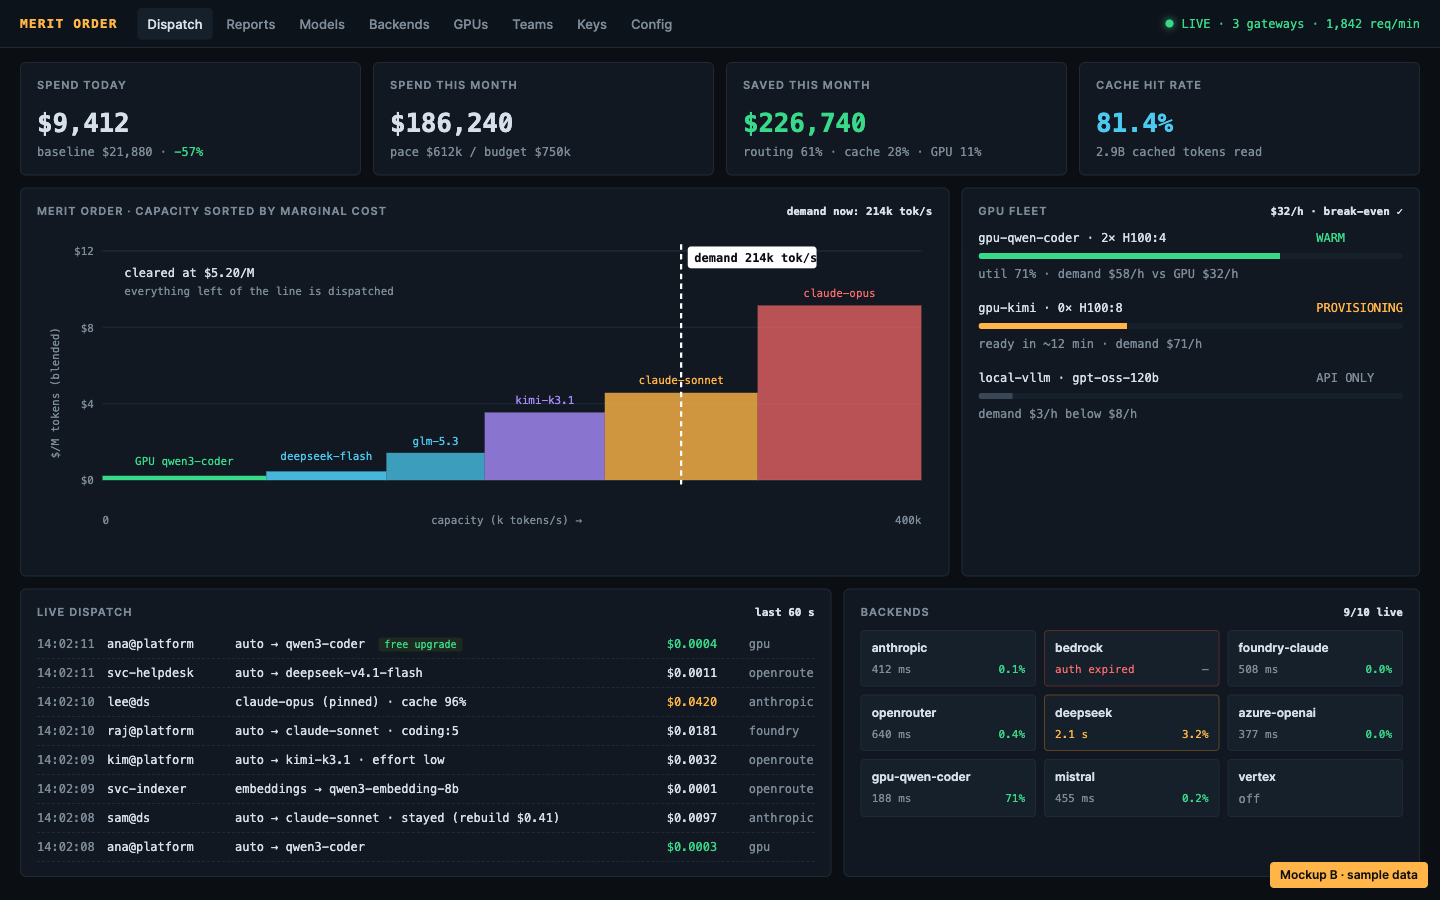 MERIT ORDER Dispatch Reports Models Backends GPUs Teams Keys Config LIVE · 3 gateways · 1,842 req/min
SPEND TODAY
$9,412
baseline $21,880 · −57%
SPEND THIS MONTH
$186,240
pace $612k / budget $750k
SAVED THIS MONTH
$226,740
routing 61% · cache 28% · GPU 11%
CACHE HIT RATE
81.4%
2.9B cached tokens read
MERIT ORDER · CAPACITY SORTED BY MARGINAL COST demand now: 214k tok/s
$12
$8
$4
$0
$/M tokens (blended)
cleared at $5.20/M
everything left of the line is dispatched
demand 214k tok/s
GPU qwen3-coder
deepseek-flash
glm-5.3
kimi-k3.1
claude-sonnet
claude-opus
0 capacity (k tokens/s) → 400k
GPU FLEET $32/h · break-even ✓
gpu-qwen-coder · 2× H100:4 WARM
util 71% · demand $58/h vs GPU $32/h
gpu-kimi · 0× H100:8 PROVISIONING
ready in ~12 min · demand $71/h
local-vllm · gpt-oss-120b API ONLY
demand $3/h below $8/h
LIVE DISPATCH last 60 s
14:02:11 ana@platform auto → qwen3-coder free upgrade $0.0004 gpu
14:02:11 svc-helpdesk auto → deepseek-v4.1-flash $0.0011 openroute
14:02:10 lee@ds claude-opus (pinned) · cache 96% $0.0420 anthropic
14:02:10 raj@platform auto → claude-sonnet · coding:5 $0.0181 foundry
14:02:09 kim@platform auto → kimi-k3.1 · effort low $0.0032 openroute
14:02:09 svc-indexer embeddings → qwen3-embedding-8b $0.0001 openroute
14:02:08 sam@ds auto → claude-sonnet · stayed (rebuild $0.41) $0.0097 anthropic
14:02:08 ana@platform auto → qwen3-coder $0.0003 gpu
BACKENDS 9/10 live
anthropic
412 ms 0.1%
bedrock
auth expired —
foundry-claude
508 ms 0.0%
openrouter
640 ms 0.4%
deepseek
2.1 s 3.2%
azure-openai
377 ms 0.0%
gpu-qwen-coder
188 ms 71%
mistral
455 ms 0.2%
vertex
off
Mockup B · sample data